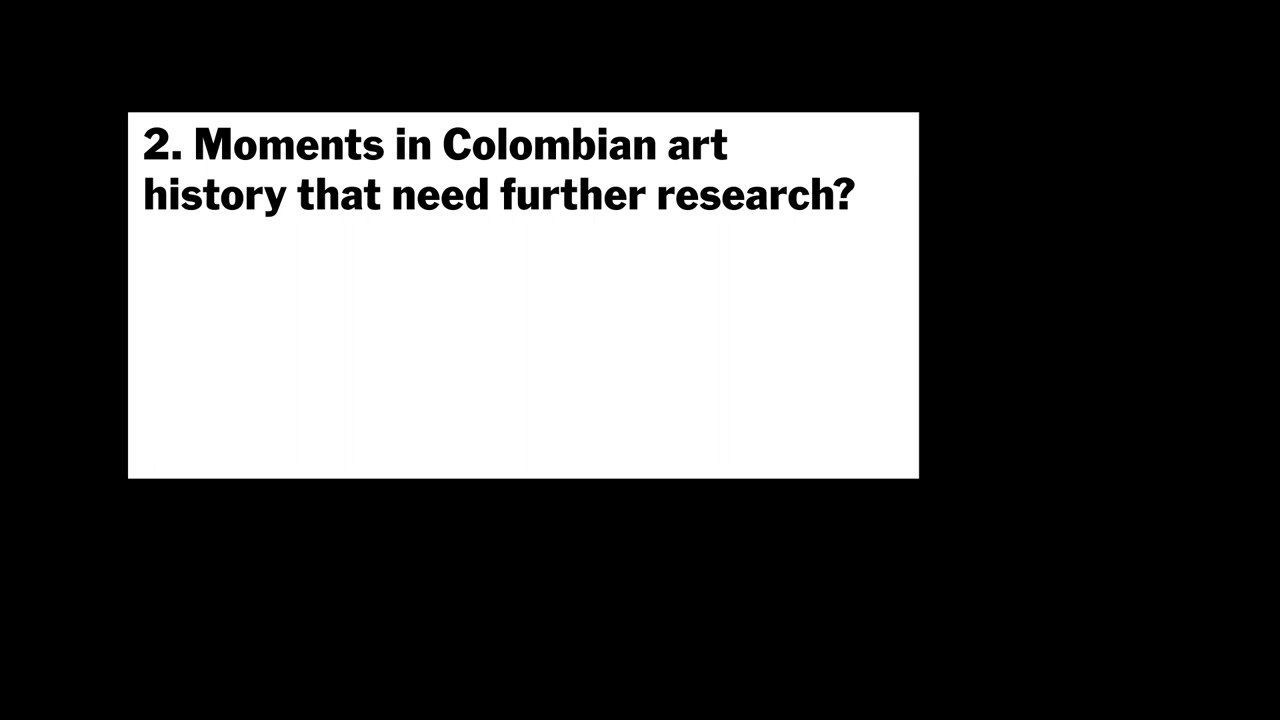 2. Moments in Colombian art
history that need further research?